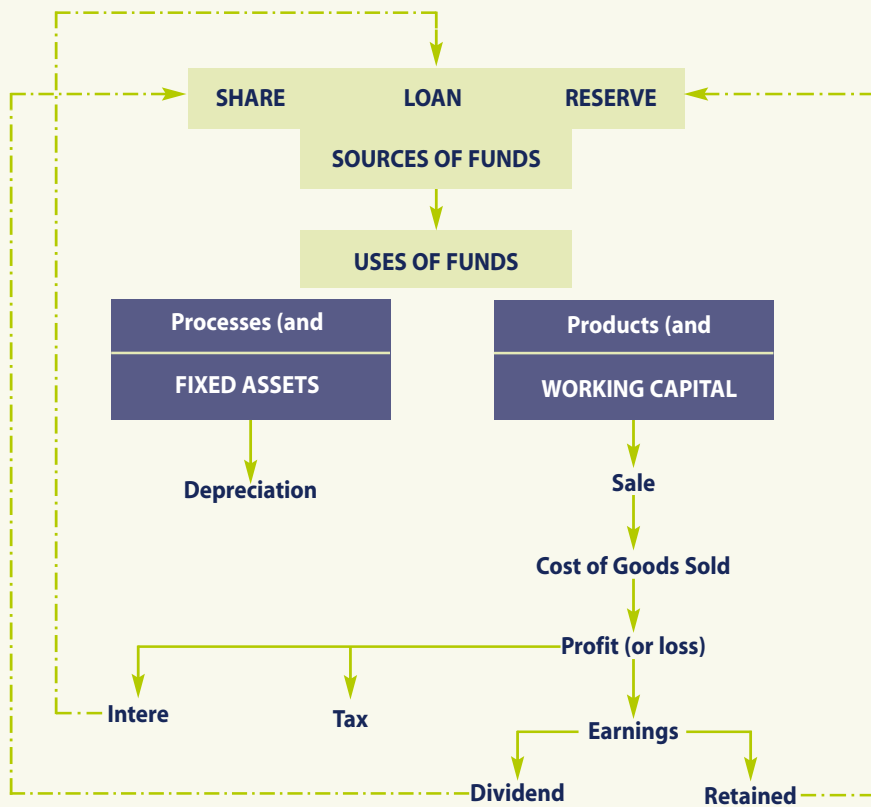 SHARE LOAN RESERVE
SOURCES OF FUNDS
USES OF FUNDS
Processes (and
FIXED ASSETS
Products (and
WORKING CAPITAL
Depreciation
Sale
Cost of Goods Sold
Profit (or loss)
Intere
Tax
Earnings
Dividend
Retained